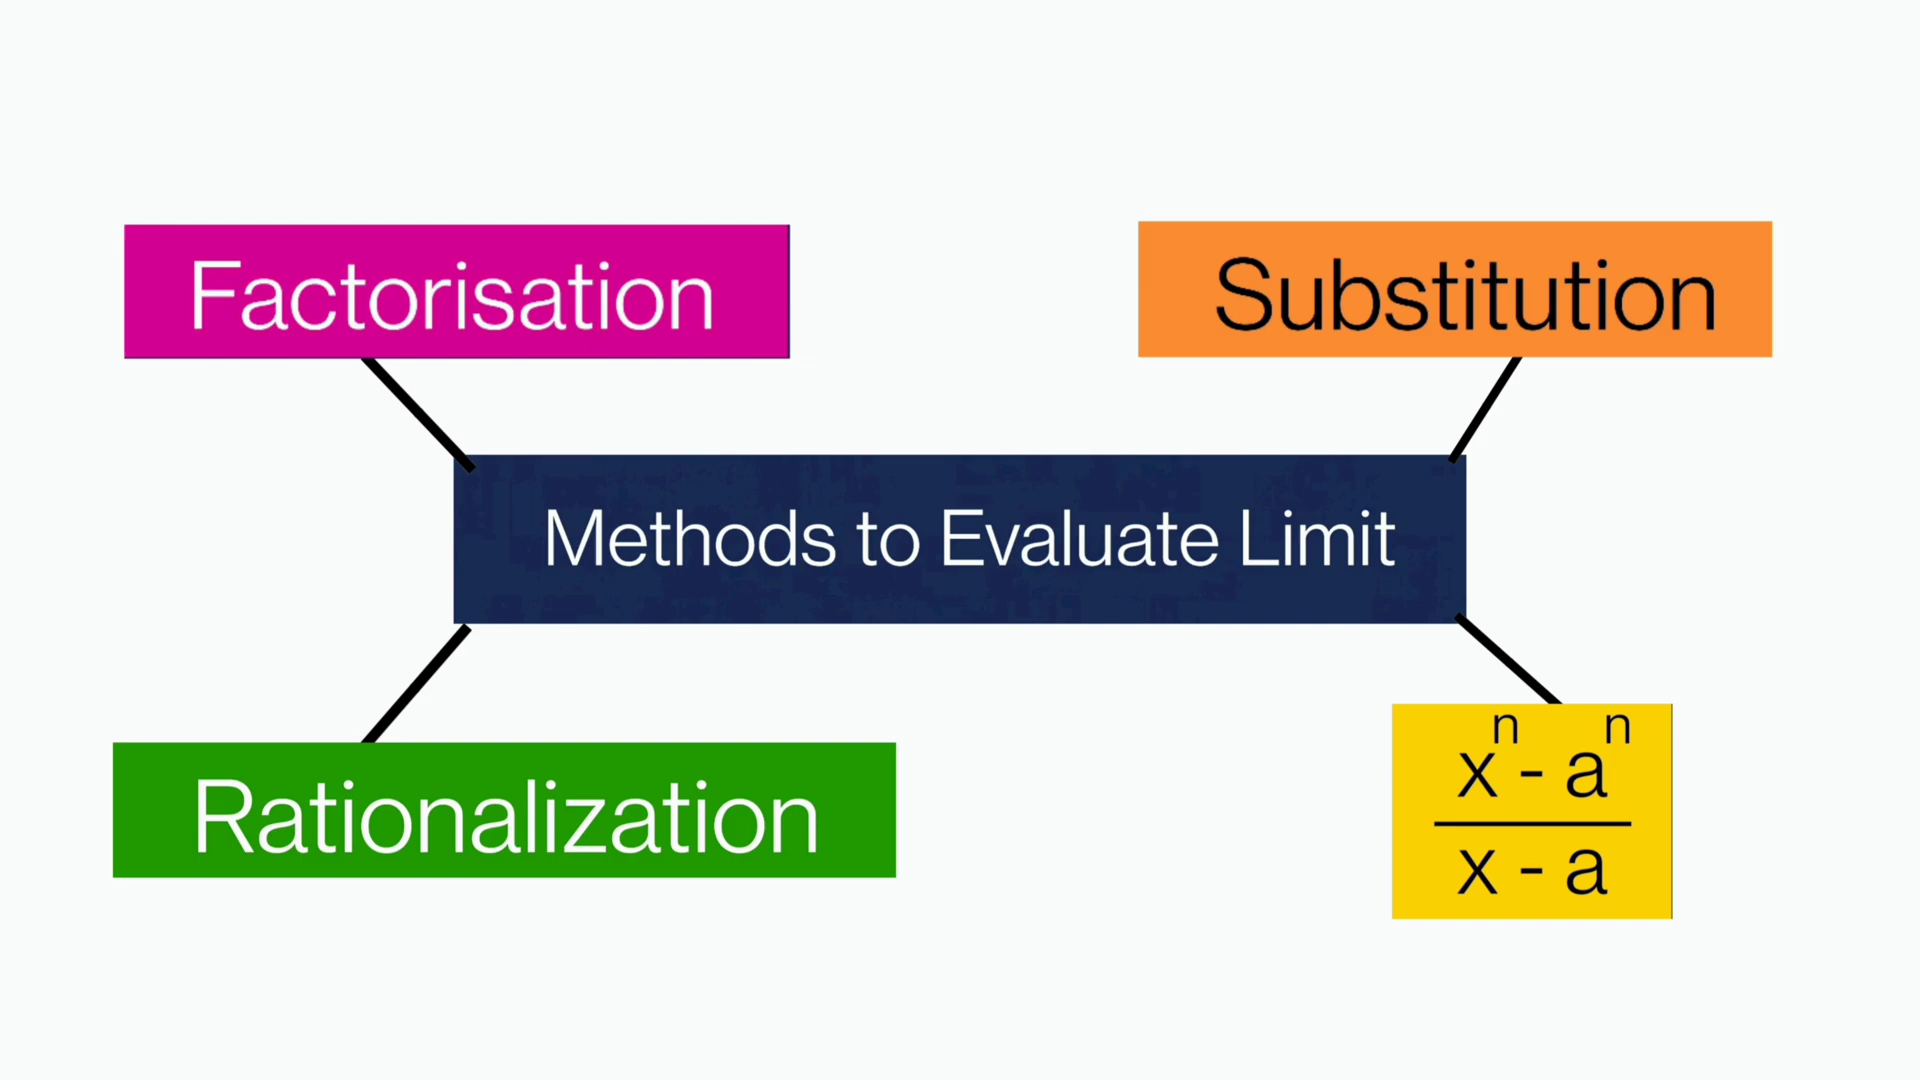 Factorisation
Substitution
Methods to Evaluate Limit
Rationalization
xⁿ - aⁿ
x - a